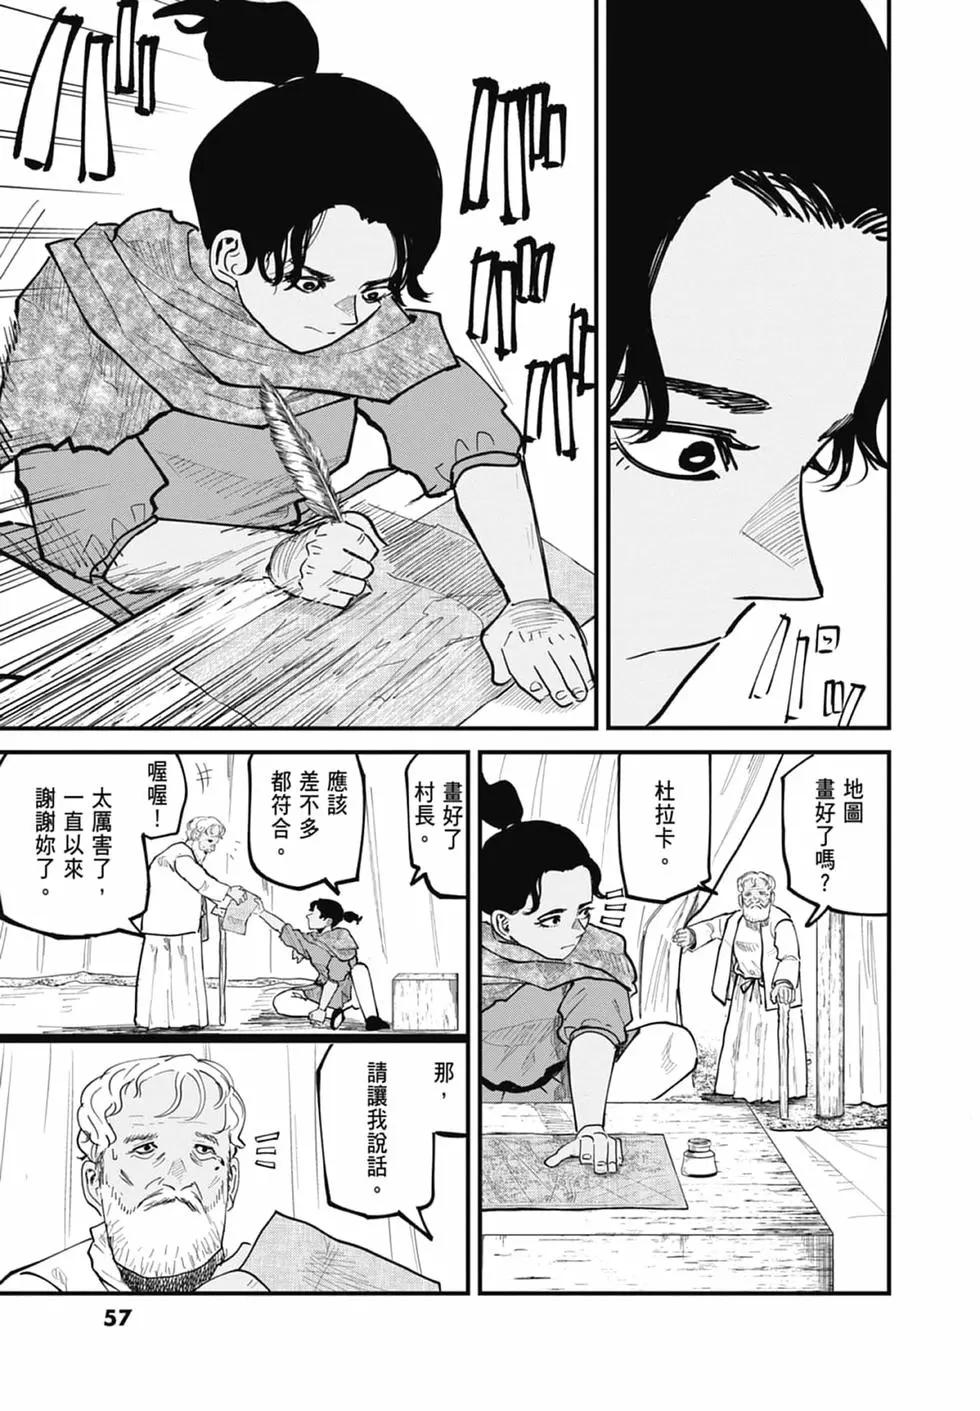 地圖
畫好了嗎？
杜拉卡。
畫好了
村長。
應該
差不多
都符合。
喔喔！
太厲害了，
一直以來
謝謝妳了。
那，
請讓我說話。
57